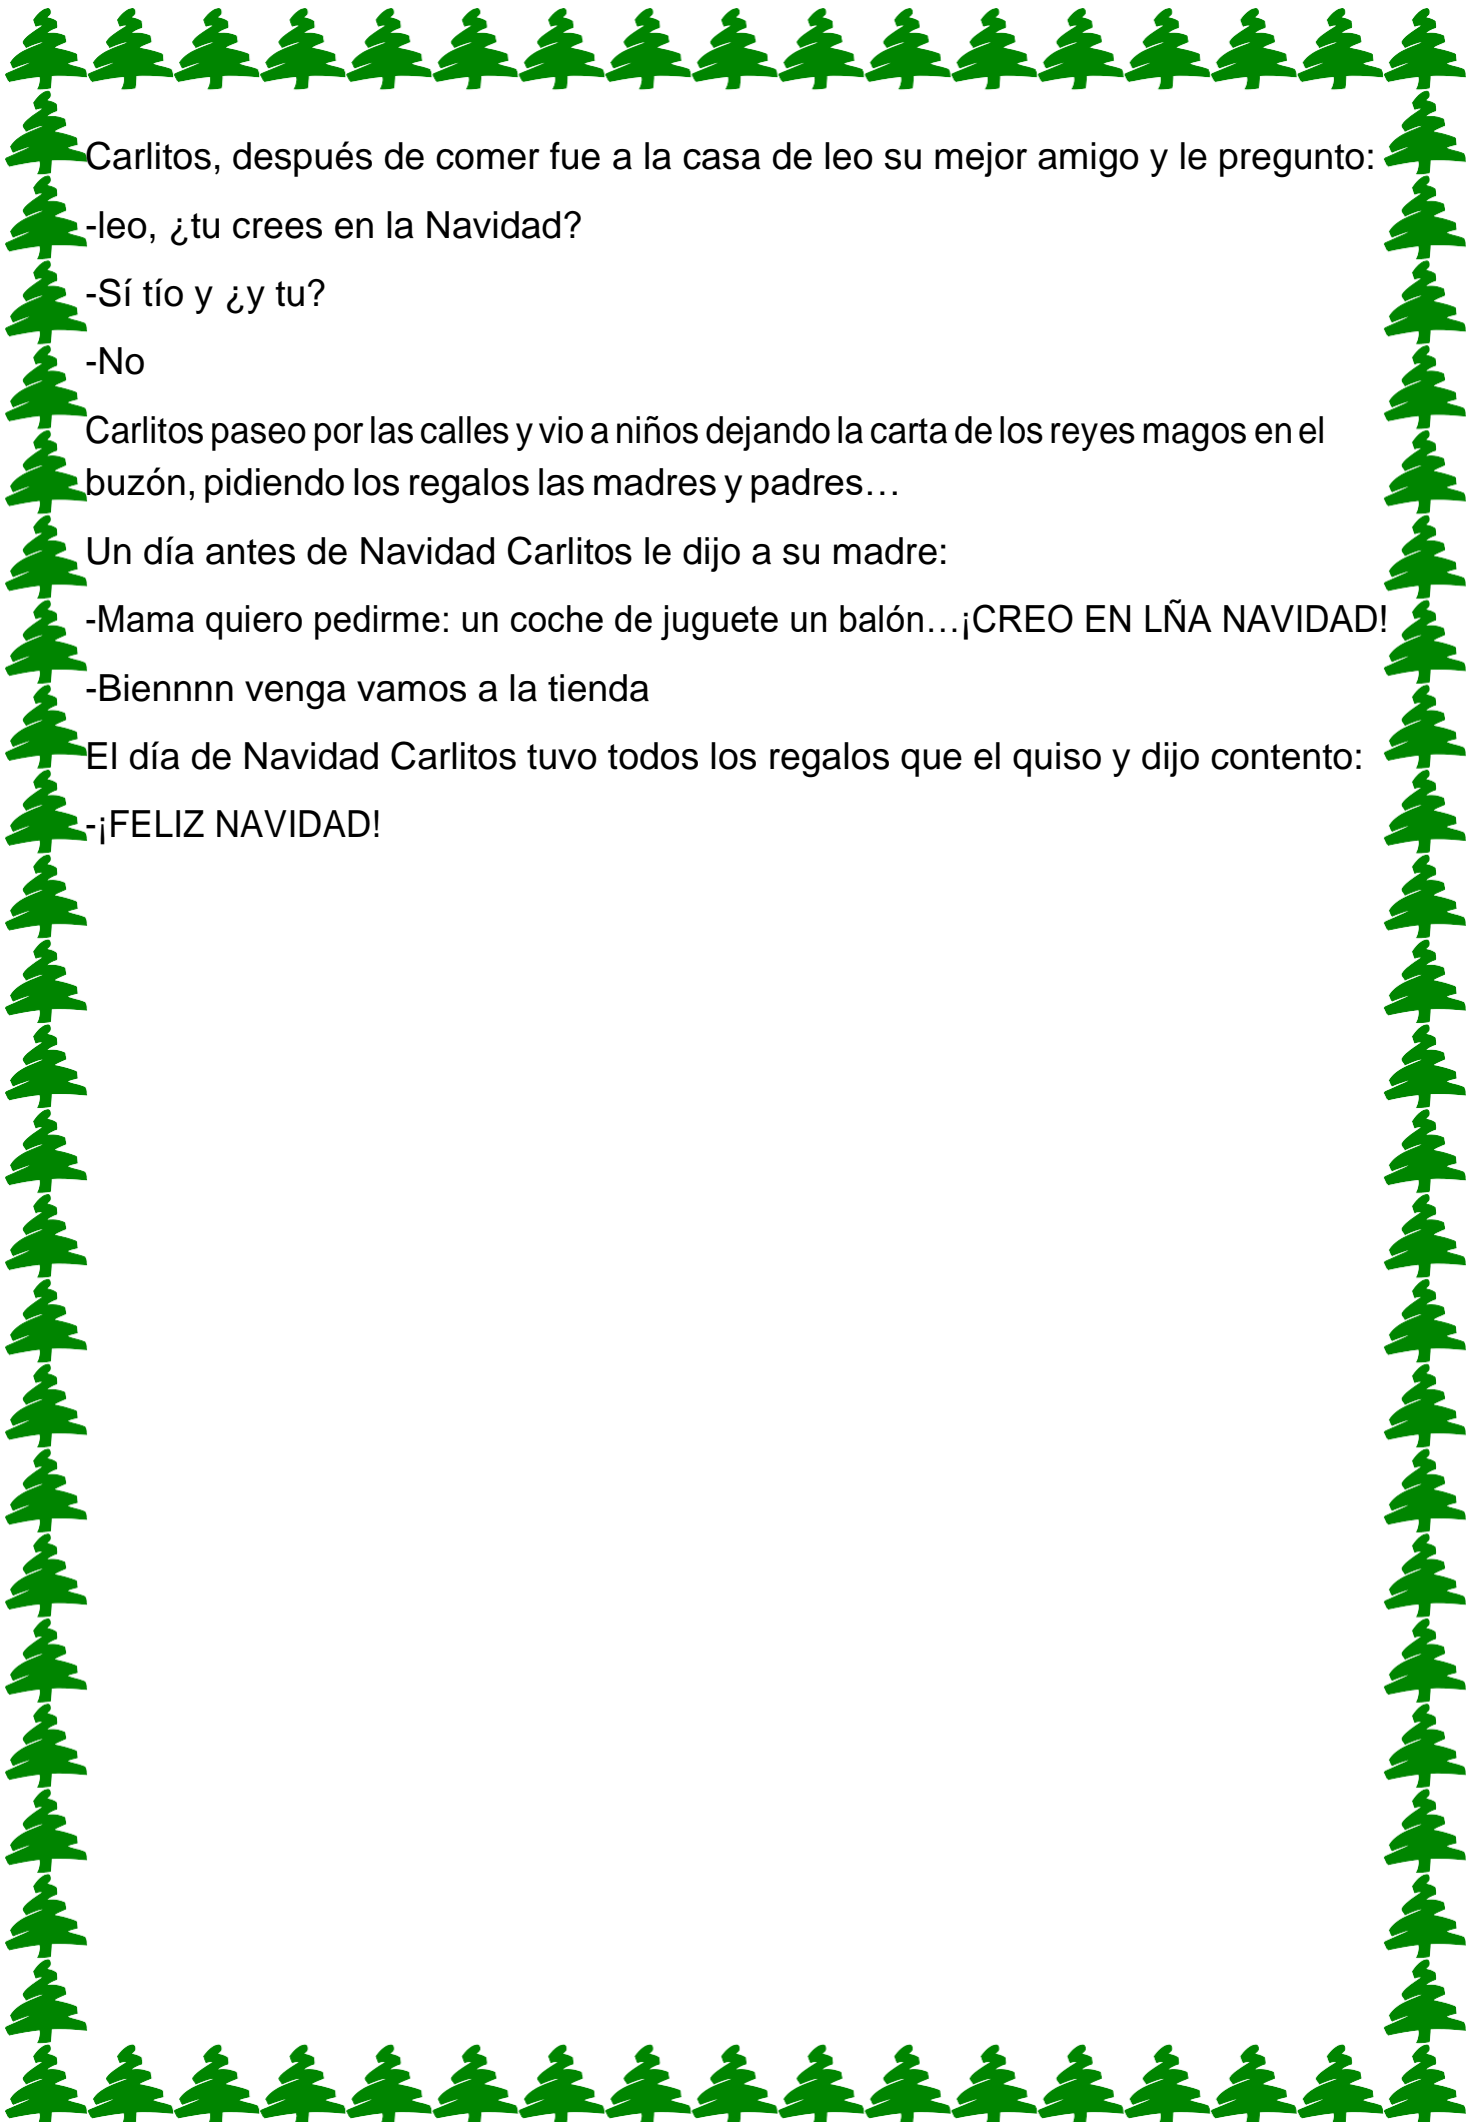 Carlitos, después de comer fue a la casa de leo su mejor amigo y le pregunto:
-leo, ¿tu crees en la Navidad?
-Sí tío y ¿y tu?
-No
Carlitos paseo por las calles y vio a niños dejando la carta de los reyes magos en el
buzón, pidiendo los regalos las madres y padres…
Un día antes de Navidad Carlitos le dijo a su madre:
-Mama quiero pedirme: un coche de juguete un balón…¡CREO EN LÑA NAVIDAD!
-Biennnn venga vamos a la tienda
El día de Navidad Carlitos tuvo todos los regalos que el quiso y dijo contento:
-¡FELIZ NAVIDAD!